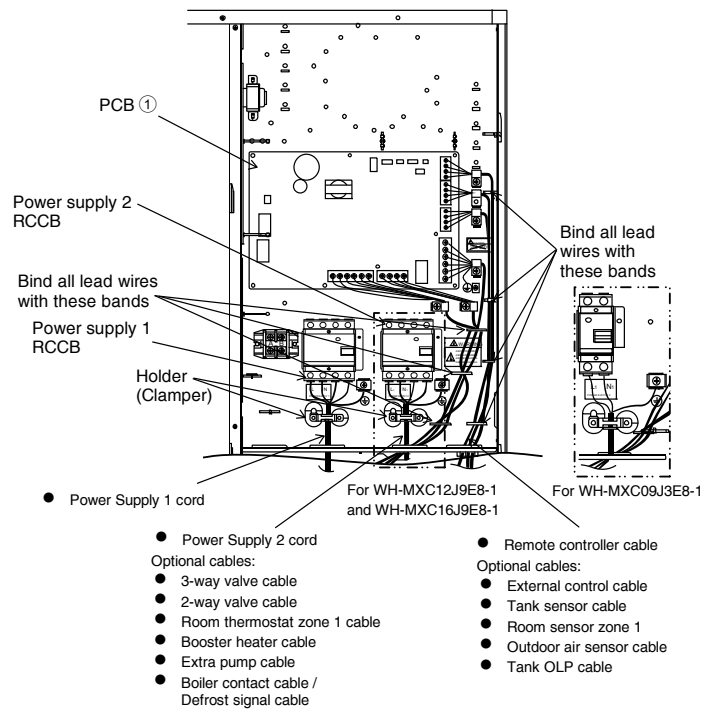 PCB ①
Power supply 2
RCCB
Bind all lead wires
with these bands
Power supply 1
RCCB
Holder
(Clamper)
Bind all lead
wires with
these bands
For WH-MXC12J9E8-1
and WH-MXC16J9E8-1
For WH-MXC09J3E8-1
● Power Supply 1 cord
● Power Supply 2 cord
Optional cables:
● 3-way valve cable
● 2-way valve cable
● Room thermostat zone 1 cable
● Booster heater cable
● Extra pump cable
● Boiler contact cable /
Defrost signal cable
● Remote controller cable
Optional cables:
● External control cable
● Tank sensor cable
● Room sensor zone 1
● Outdoor air sensor cable
● Tank OLP cable